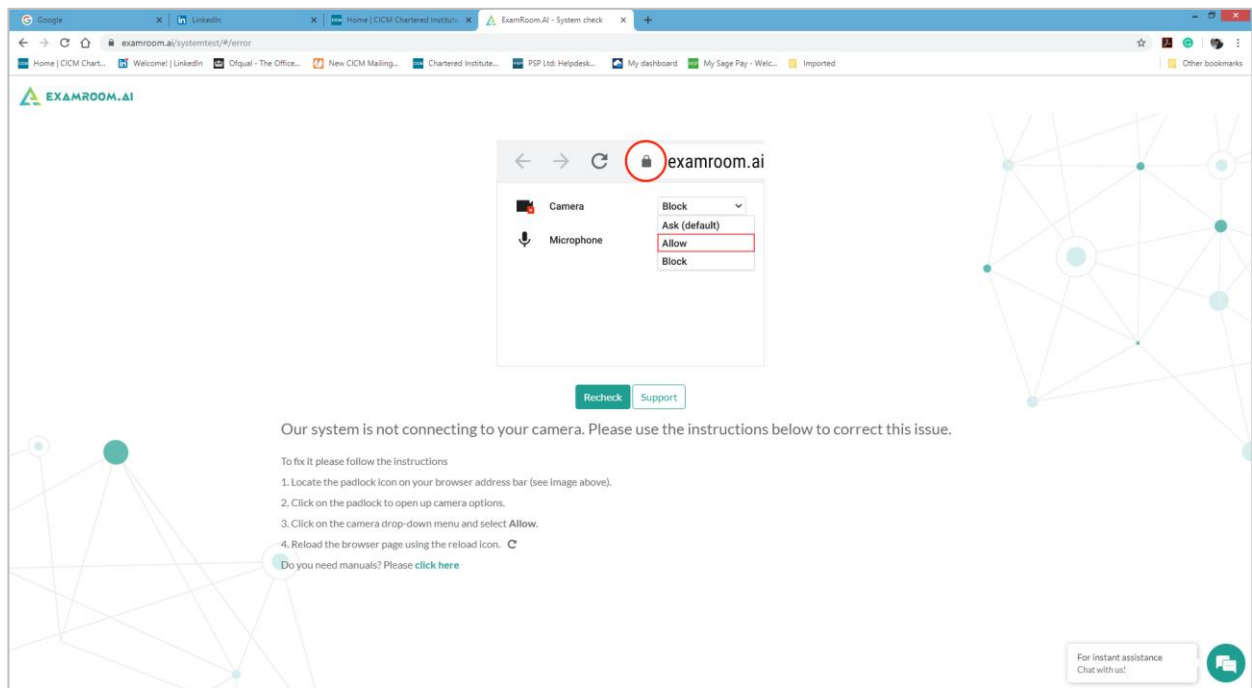 Google
LinkedIn
Home | CICM Chartered Institute
ExamRoom.AI - System check
examroom.ai/systemtest/#/error
Home | CICM Chart...
Welcome! | LinkedIn
Ofqual - The Office...
New CICM Mailing...
Chartered Institute...
PSP Ltd: Helpdesk...
My dashboard
My Sage Pay - Welc...
Imported
Other bookmarks
EXAMROOM.AI
examroom.ai
Camera
Block
Ask (default)
Microphone
Allow
Block
Recheck
Support
Our system is not connecting to your camera. Please use the instructions below to correct this issue.
To fix it please follow the instructions
1. Locate the padlock icon on your browser address bar (see image above).
2. Click on the padlock to open up camera options.
3. Click on the camera drop-down menu and select Allow.
4. Reload the browser page using the reload icon.
Do you need manuals? Please click here
For instant assistance
Chat with us!